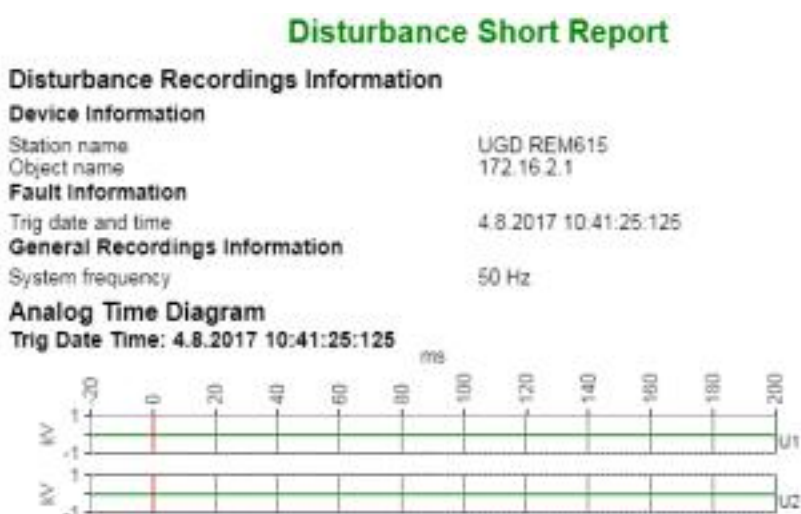 Disturbance Short Report
Disturbance Recordings Information
Device Information
Station name UGD REM615
Object name 172.16.2.1
Fault Information
Trig date and time 4.8.2017 10:41:25:125
General Recordings Information
System frequency 50 Hz
Analog Time Diagram
Trig Date Time: 4.8.2017 10:41:25:125
ms
-20 0 20 40 60 80 100 120 140 160 180 200
1
kV U1
-1
1
kV U2
-1